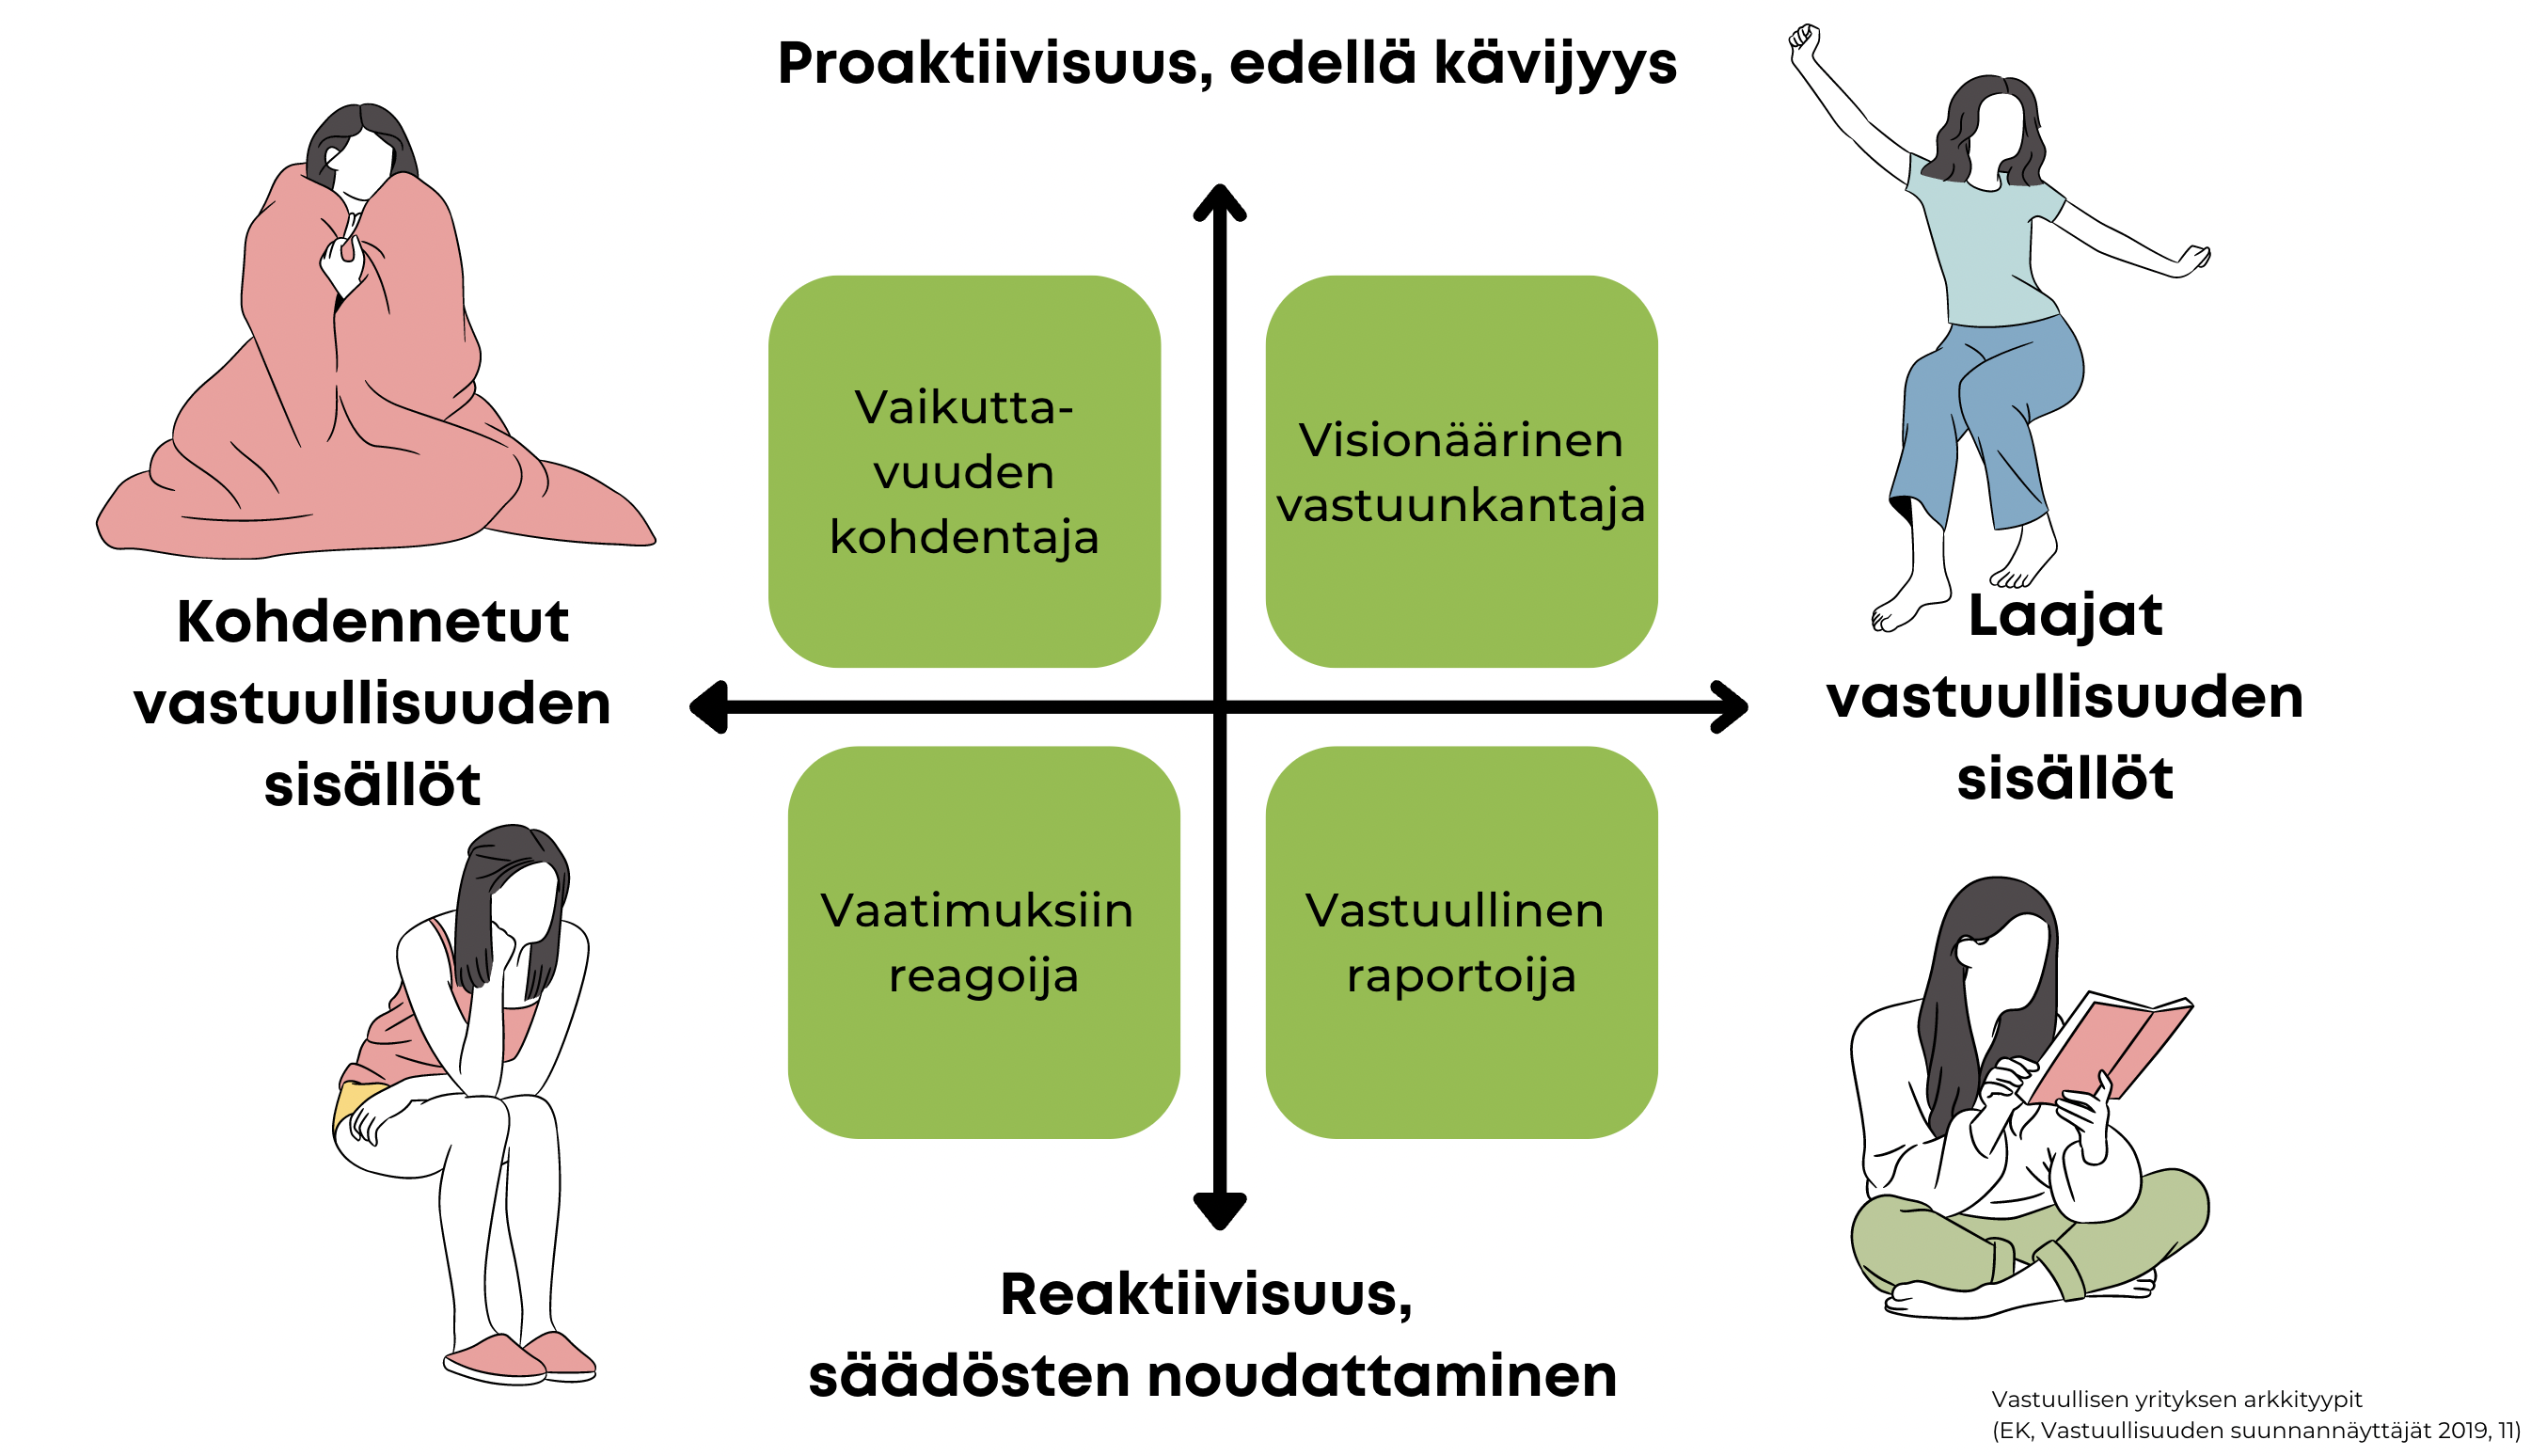 Proaktiivisuus, edellä kävijyys
Vaikutta-
vuuden
kohdentaja
Visionäärinen
vastuunkantaja
Kohdennetut
vastuullisuuden
sisällöt
Laajat
vastuullisuuden
sisällöt
Vaatimuksiin
reagoija
Vastuullinen
raportoija
Reaktiivisuus,
säädösten noudattaminen
Vastuullisen yrityksen arkkityypit
(EK, Vastuullisuuden suunnannäyttäjät 2019, 11)